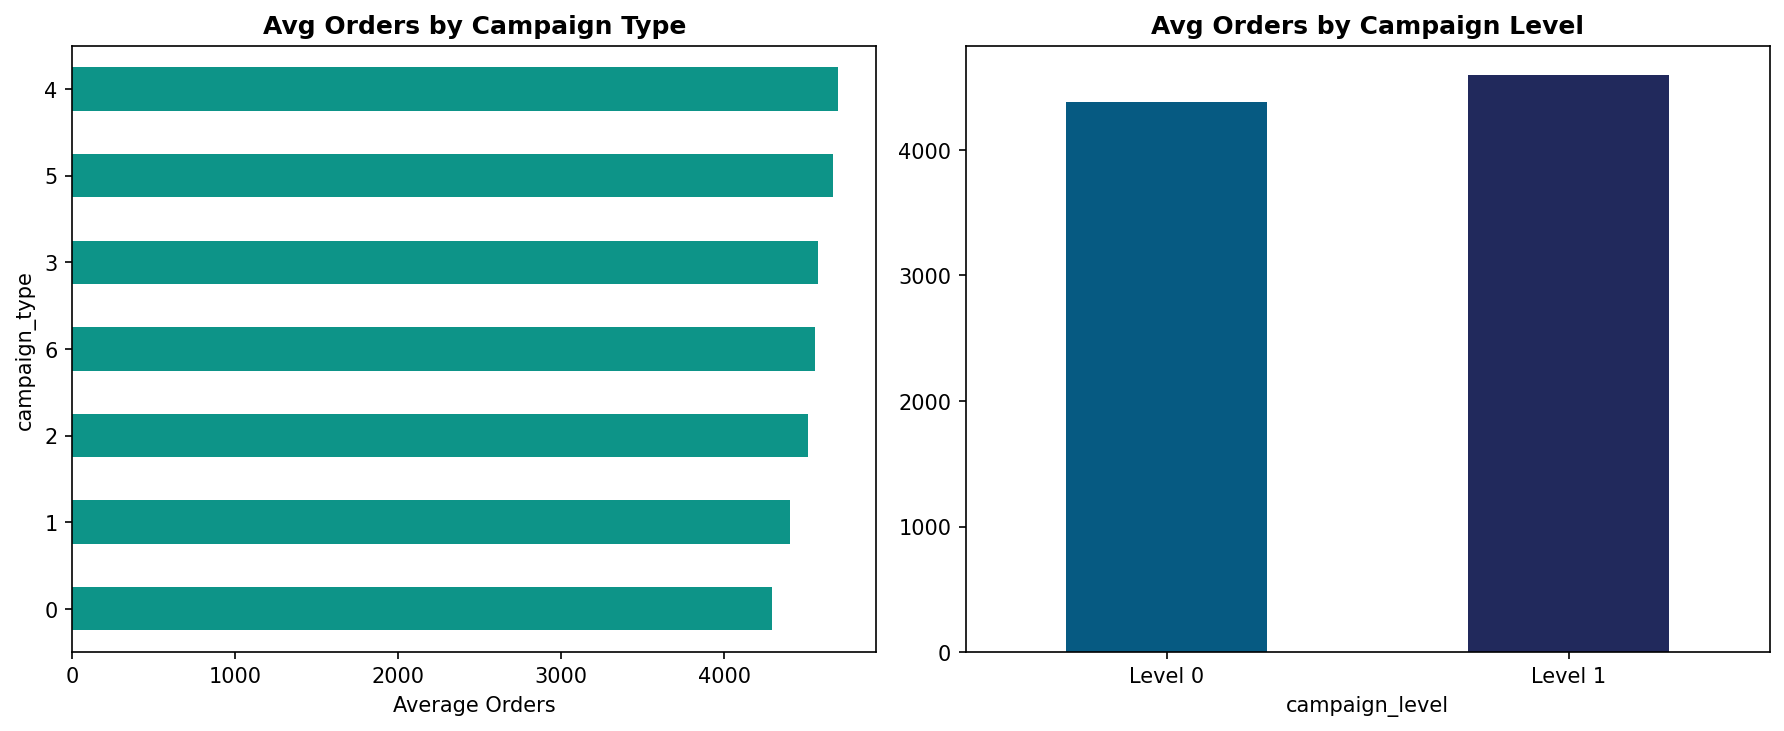 Avg Orders by Campaign Type
campaign_type
4
5
3
6
2
1
0
0 1000 2000 3000 4000
Average Orders
Avg Orders by Campaign Level
4000
3000
2000
1000
0
Level 0 Level 1
campaign_level